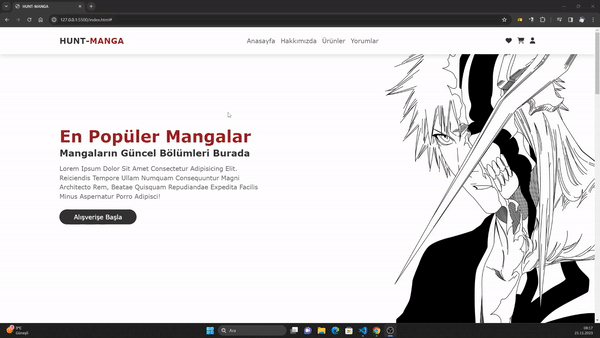 HUNT-MANGA
127.0.0.1:5500/index.html#
HUNT-MANGA
Anasayfa Hakkımızda Ürünler Yorumlar
En Popüler Mangalar
Mangaların Güncel Bölümleri Burada
Lorem Ipsum Dolor Sit Amet Consectetur Adipisicing Elit.
Reiciendis Tempore Ullam Numquam Consequuntur Magni
Architecto Rem, Beatae Quisquam Repudiandae Expedita Facilis
Minus Aspernatur Porro Adipisci!
Alışverişe Başla
9°C
Güneşli
Ara
08:17
21.12.2023